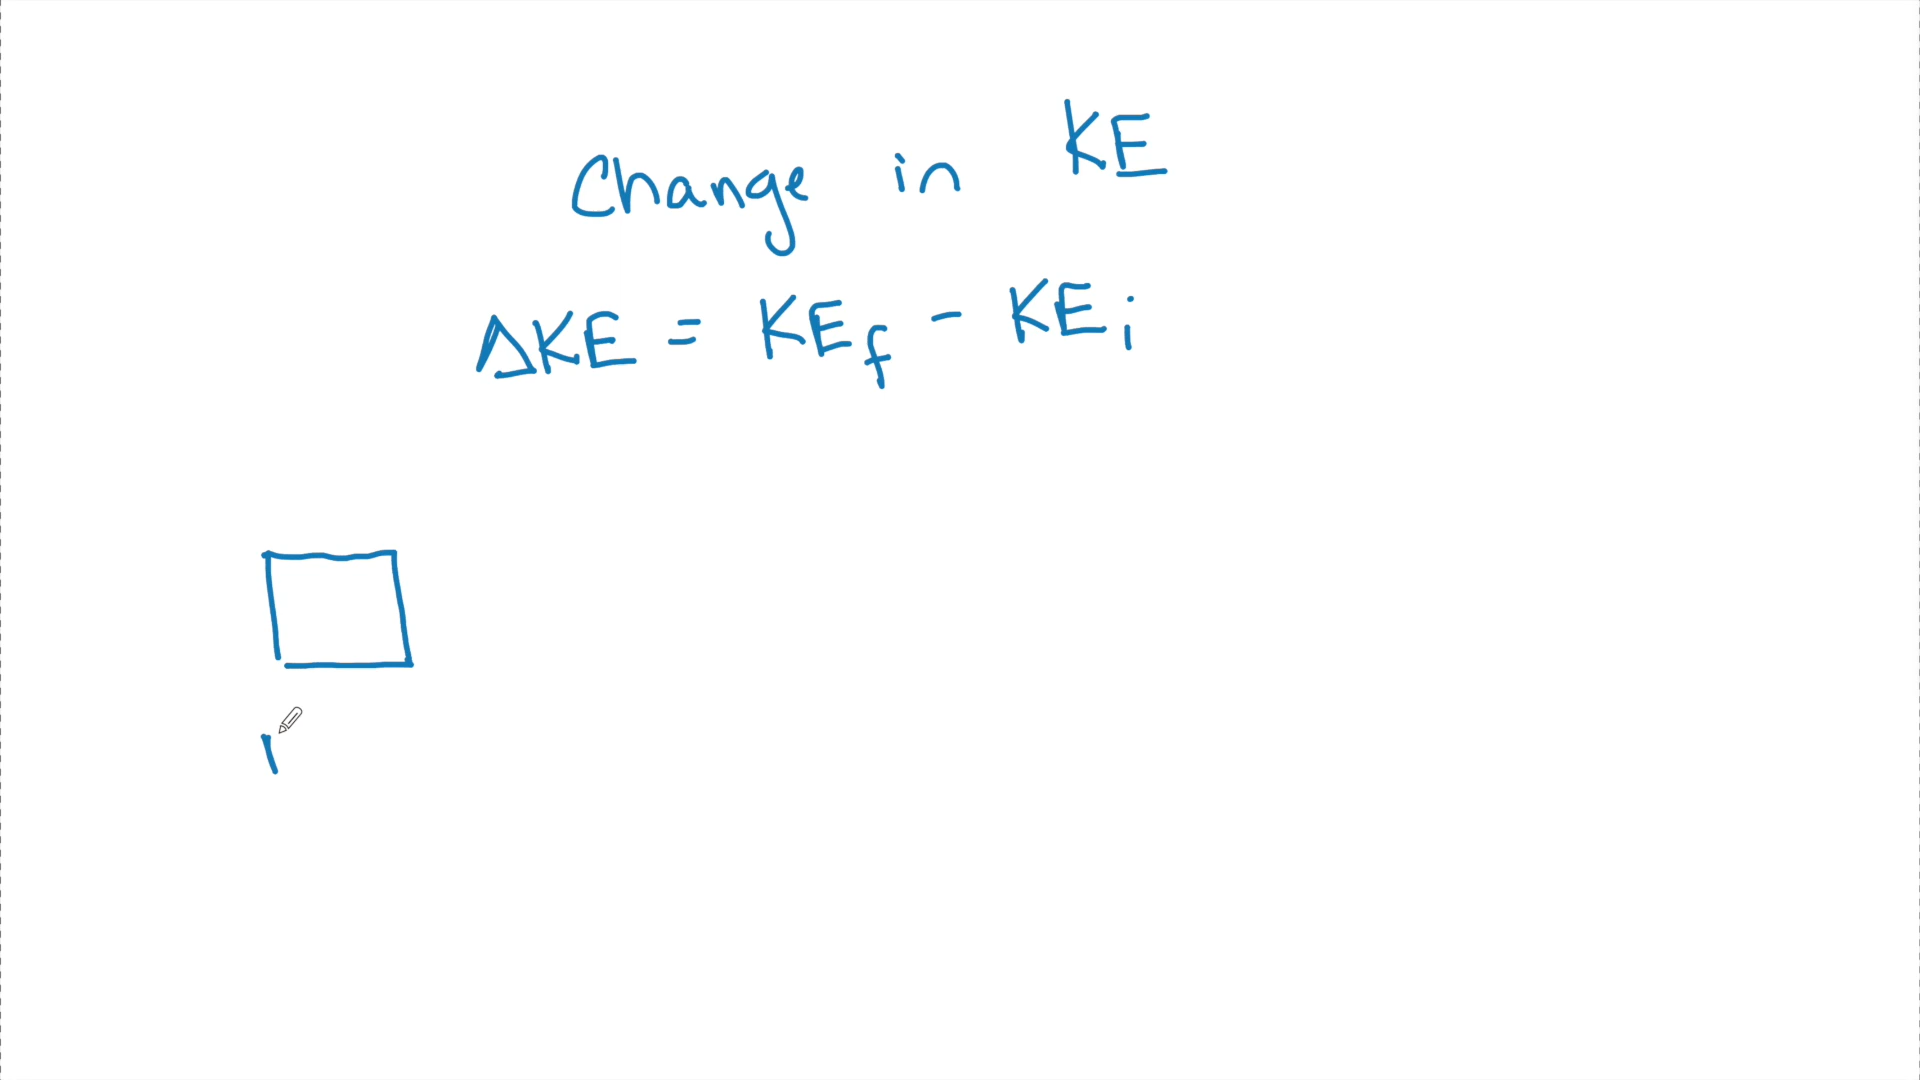 Change in KE
ΔKE = KEf - KEi